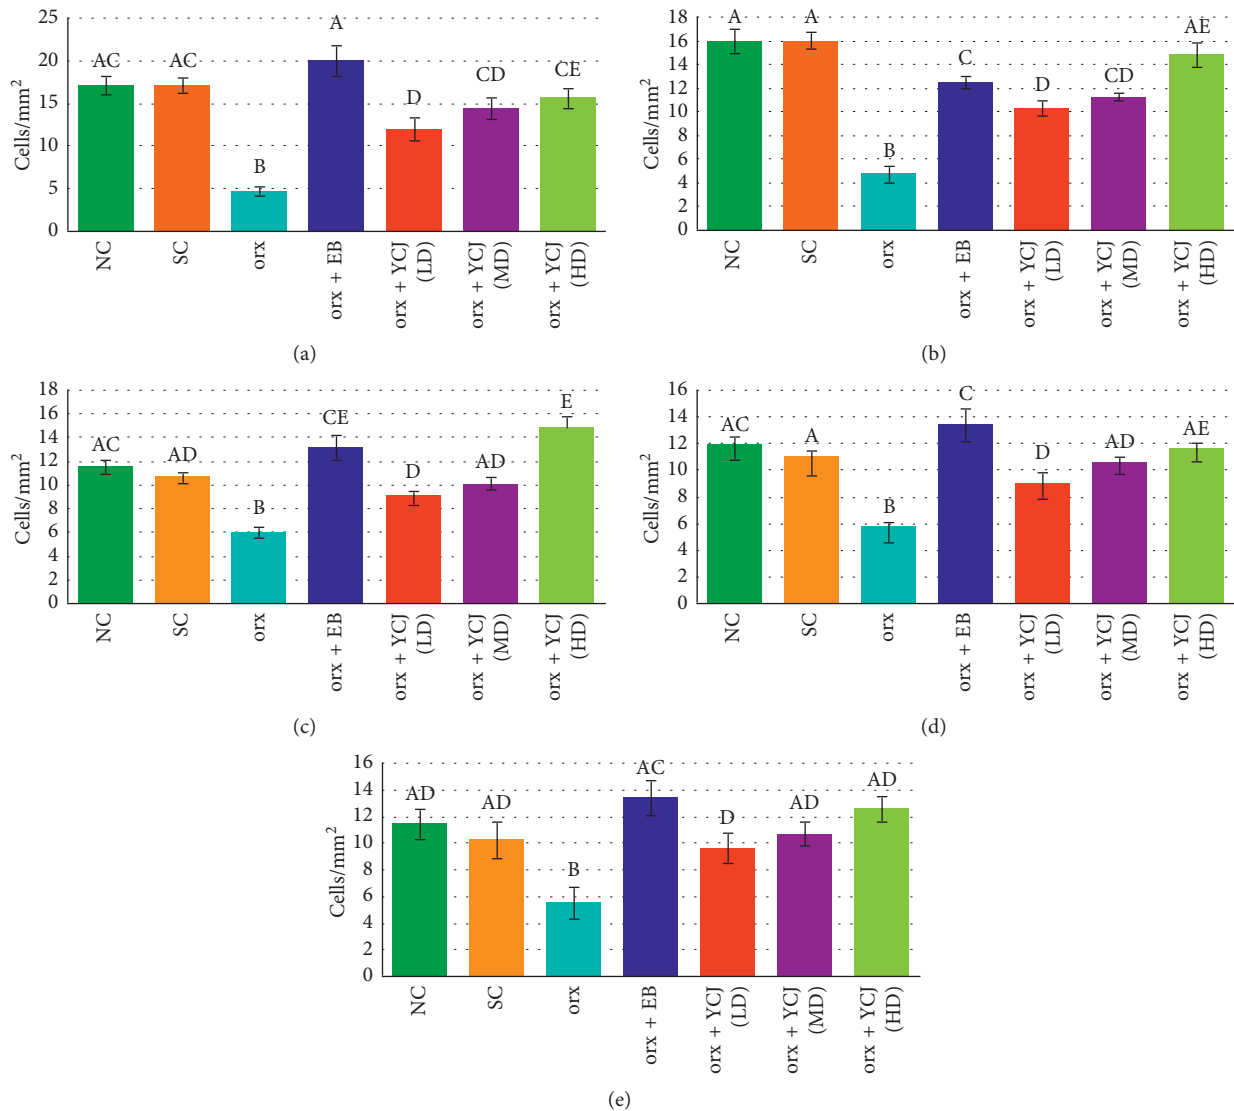 25
20
15
10
5
0
Cells/mm²
AC
AC
B
A
D
CD
CE
NC
SC
orx
orx + EB
orx + YCJ
(LD)
orx + YCJ
(MD)
orx + YCJ
(HD)
(a)
18
16
14
12
10
8
6
4
2
0
Cells/mm²
A
A
B
C
D
CD
AE
NC
SC
orx
orx + EB
orx + YCJ
(LD)
orx + YCJ
(MD)
orx + YCJ
(HD)
(b)
18
16
14
12
10
8
6
4
2
0
Cells/mm²
AC
AD
B
CE
D
AD
E
NC
SC
orx
orx + EB
orx + YCJ
(LD)
orx + YCJ
(MD)
orx + YCJ
(HD)
(c)
16
14
12
10
8
6
4
2
0
Cells/mm²
AC
A
B
C
D
AD
AE
NC
SC
orx
orx + EB
orx + YCJ
(LD)
orx + YCJ
(MD)
orx + YCJ
(HD)
(d)
16
14
12
10
8
6
4
2
0
Cells/mm²
AD
AD
B
AC
D
AD
AD
NC
SC
orx
orx + EB
orx + YCJ
(LD)
orx + YCJ
(MD)
orx + YCJ
(HD)
(e)